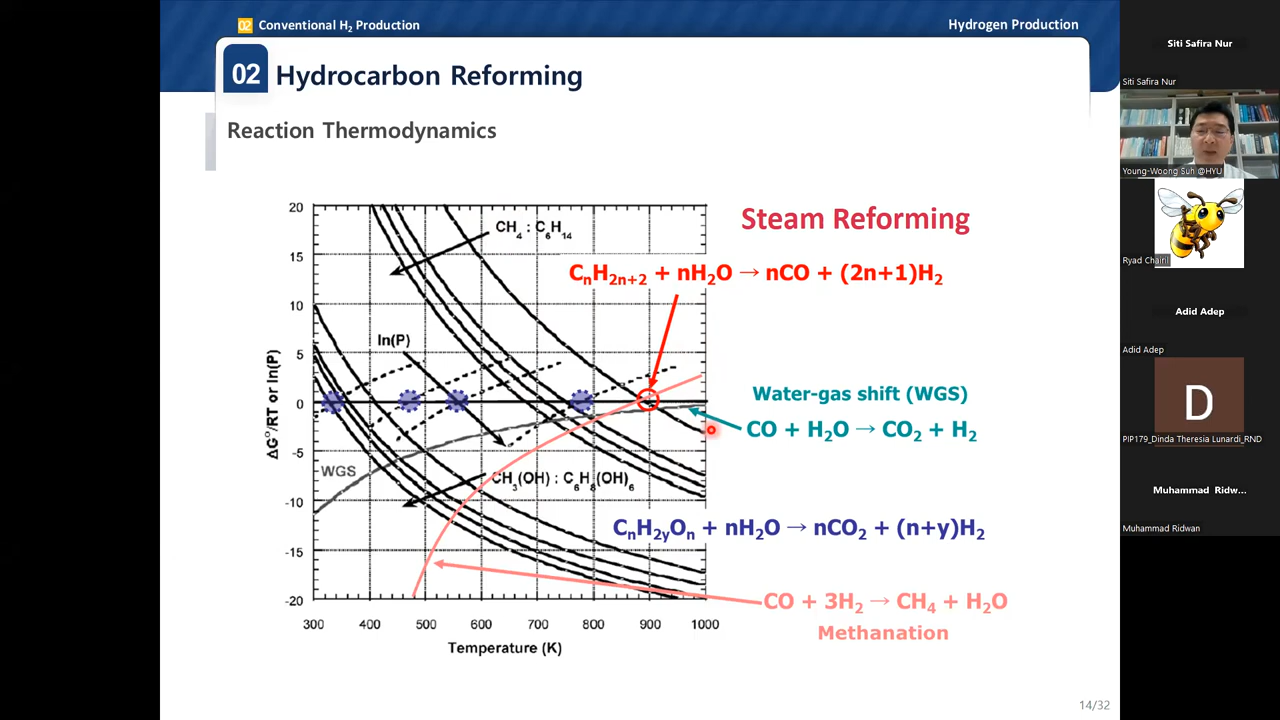 02 Conventional H₂ Production
Hydrogen Production
02 Hydrocarbon Reforming
Reaction Thermodynamics
Steam Reforming
CₙH₂ₙ₊₂ + nH₂O → nCO + (2n+1)H₂
Water-gas shift (WGS)
CO + H₂O → CO₂ + H₂
CₙH₂ᵧOₙ + nH₂O → nCO₂ + (n+y)H₂
CO + 3H₂ → CH₄ + H₂O
Methanation
ΔG°/RT or ln(P)
20
15
10
5
0
-5
-10
-15
-20
CH₄ : C₆H₁₄
ln(P)
WGS
CH₃(OH) : C₆H₈(OH)₆
300 400 500 600 700 800 900 1000
Temperature (K)
14/32
Siti Safira Nur
Siti Safira Nur
Young-Woong Suh @HYU
Ryad Chairil
Adid Adep
Adid Adep
D
PIP179_Dinda Theresia Lunardi_RND
Muhammad Ridw...
Muhammad Ridwan